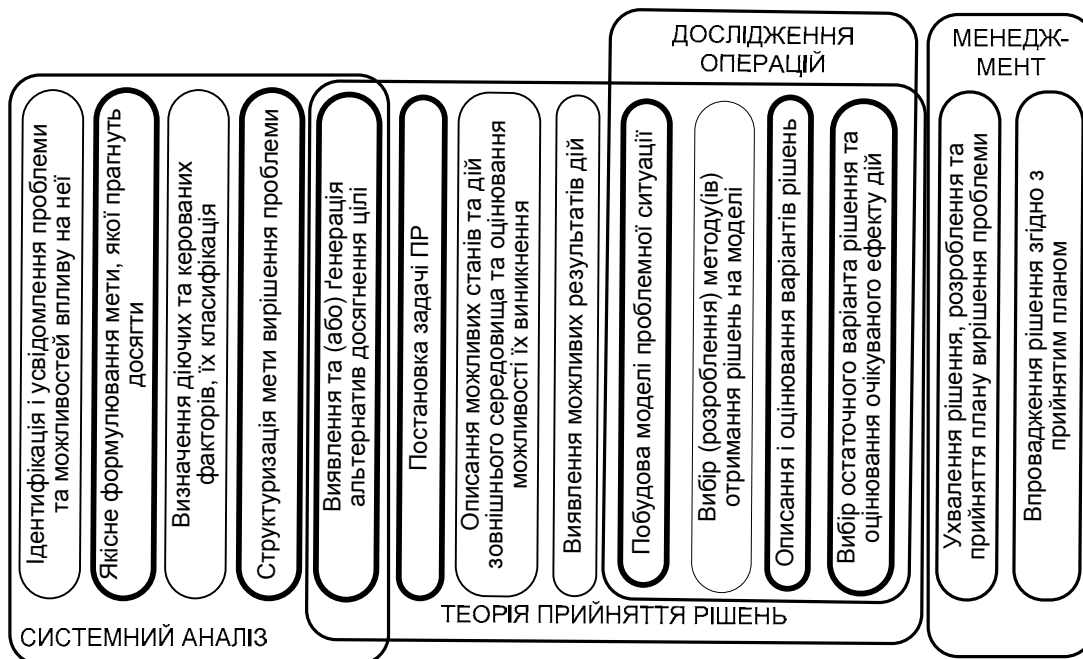 ДОСЛІДЖЕННЯ
ОПЕРАЦІЙ
МЕНЕДЖ-
МЕНТ
Ідентифікація і усвідомлення проблеми
та можливостей впливу на неї
Якісне формулювання мети, якої прагнуть
досягти
Визначення діючих та керованих
факторів, їх класифікація
Структуризація мети вирішення проблеми
Виявлення та (або) ґенерація
альтернатив досягнення цілі
Постановка задачі ПР
Описання можливих станів та дій
зовнішнього середовища та оцінювання
можливості їх виникнення
Виявлення можливих результатів дій
Побудова моделі проблемної ситуації
Вибір (розроблення) методу(ів)
отримання рішень на моделі
Описання і оцінювання варіантів рішень
Вибір остаточного варіанта рішення та
оцінювання очікуваного ефекту дій
Ухвалення рішення, розроблення та
прийняття плану вирішення проблеми
Впровадження рішення згідно з
прийнятим планом
ТЕОРІЯ ПРИЙНЯТТЯ РІШЕНЬ
СИСТЕМНИЙ АНАЛІЗ